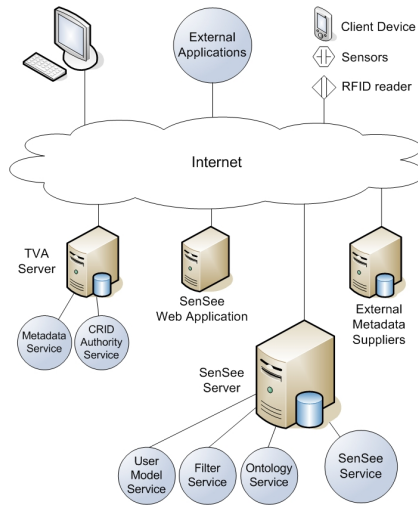 External
Applications
Client Device
Sensors
RFID reader
Internet
TVA
Server
SenSee
Web Application
External
Metadata
Suppliers
Metadata
Service
CRID
Authority
Service
SenSee
Server
User
Model
Service
Filter
Service
Ontology
Service
SenSee
Service